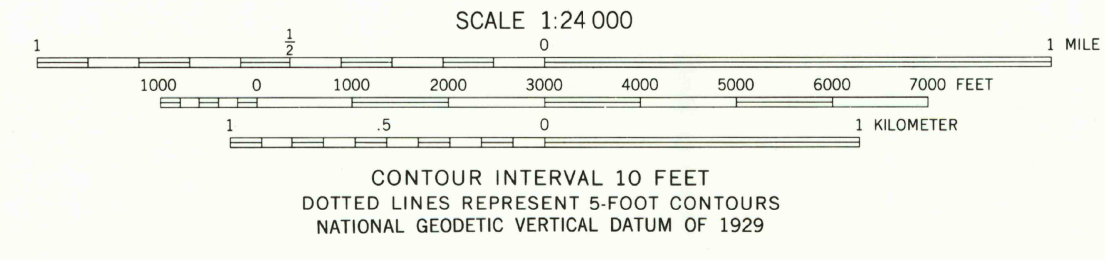 SCALE 1:24 000
1 1/2 0 1 MILE
1000 0 1000 2000 3000 4000 5000 6000 7000 FEET
1 .5 0 1 KILOMETER
CONTOUR INTERVAL 10 FEET
DOTTED LINES REPRESENT 5-FOOT CONTOURS
NATIONAL GEODETIC VERTICAL DATUM OF 1929